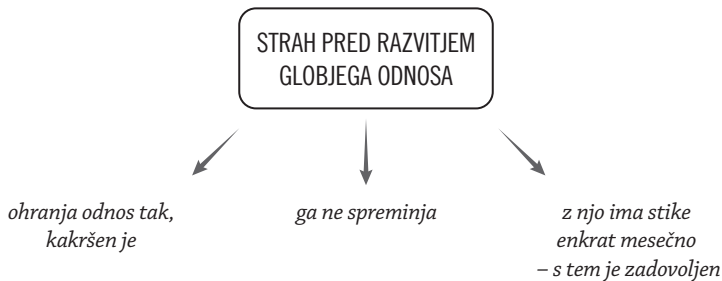 STRAH PRED RAZVITJEM
GLOBJEGA ODNOSA
ohranja odnos tak,
kakršen je
ga ne spreminja
z njo ima stike
enkrat mesečno
– s tem je zadovoljen